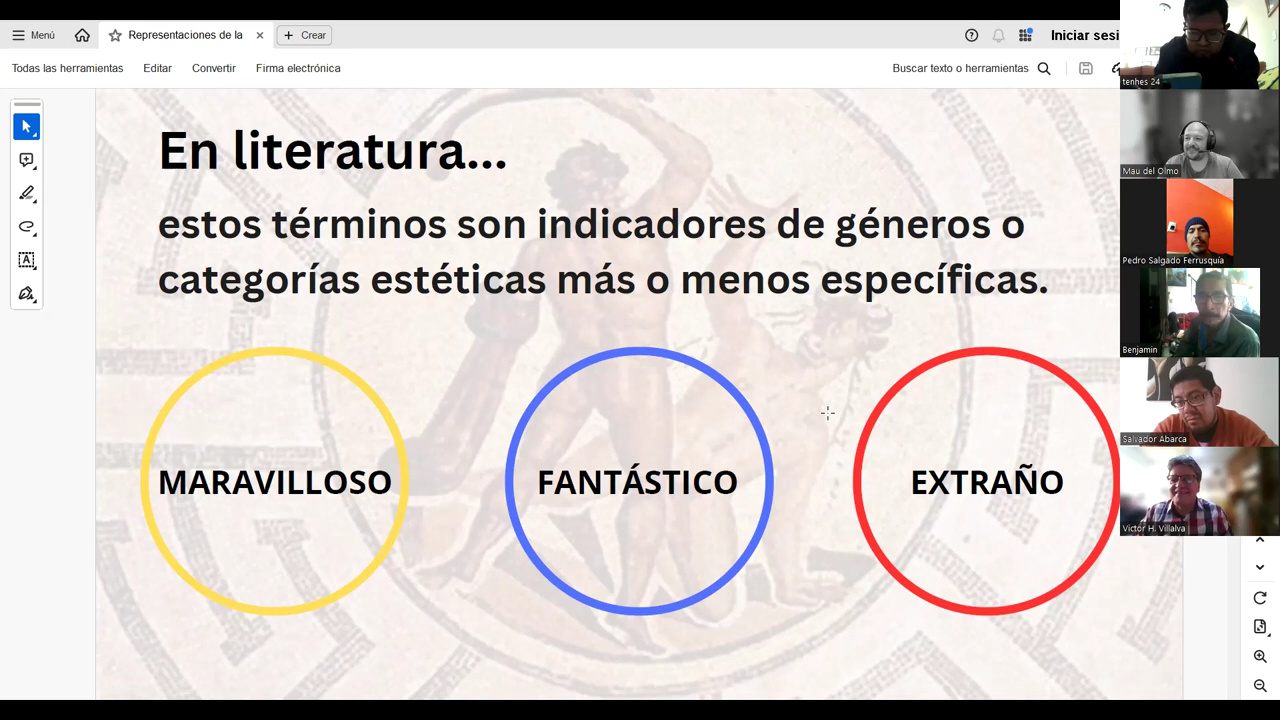 Menú
Representaciones de la
Crear
Iniciar sesi
Todas las herramientas
Editar
Convertir
Firma electrónica
Buscar texto o herramientas
En literatura...
estos términos son indicadores de géneros o
categorías estéticas más o menos específicas.
MARAVILLOSO
FANTÁSTICO
EXTRAÑO
tenhes 24
Mau del Olmo
Pedro Salgado Ferrusquía
Benjamin
Salvador Abarca
Victor H. Villalva